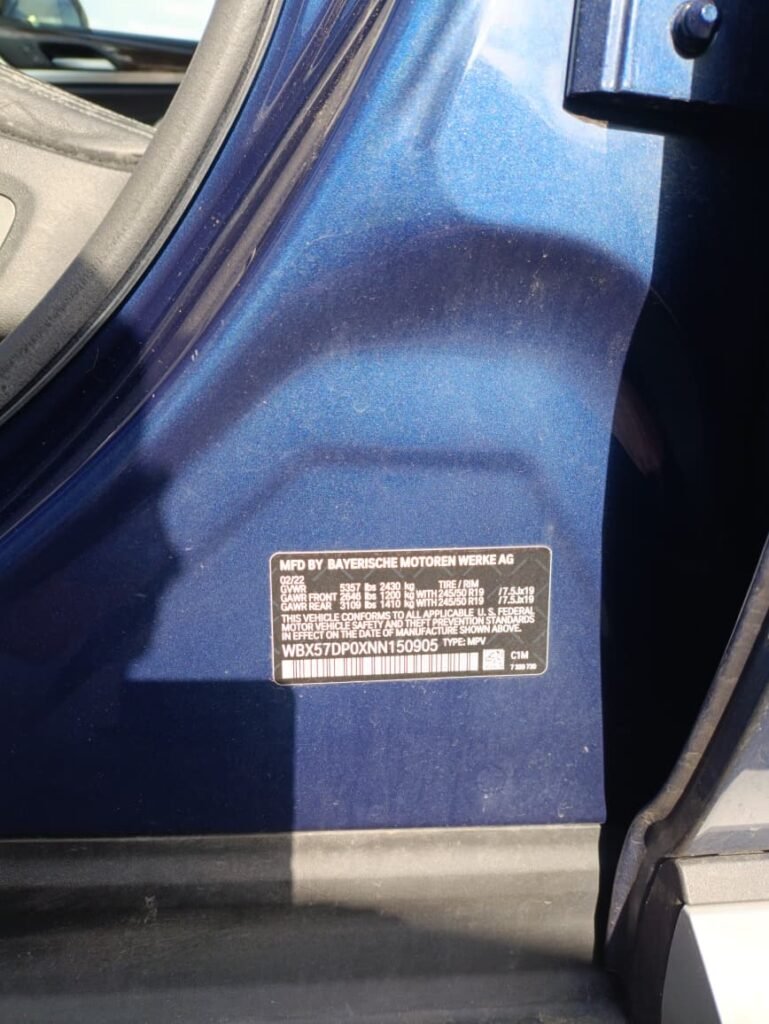 MFD BY BAYERISCHE MOTOREN WERKE AG
02/22
GVWR 5357 lbs 2430 kg TIRE / RIM
GAWR FRONT 2646 lbs 1200 kg WITH 245/50 R19 /7.5Jx19
GAWR REAR 3109 lbs 1410 kg WITH 245/50 R19 /7.5Jx19
THIS VEHICLE CONFORMS TO ALL APPLICABLE U.S. FEDERAL
MOTOR VEHICLE SAFETY AND THEFT PREVENTION STANDARDS
IN EFFECT ON THE DATE OF MANUFACTURE SHOWN ABOVE.
WBX57DP0XNN150905 TYPE: MPV
C1M